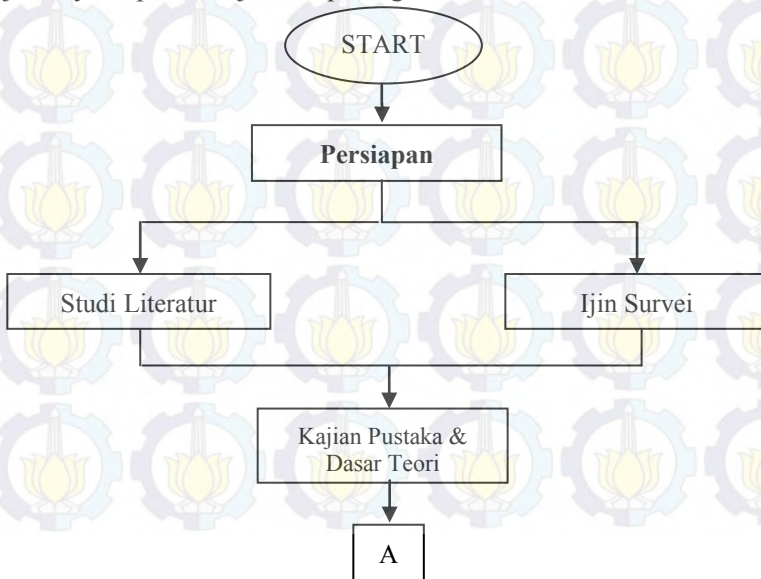 START
Persiapan
Studi Literatur
Ijin Survei
Kajian Pustaka &
Dasar Teori
A